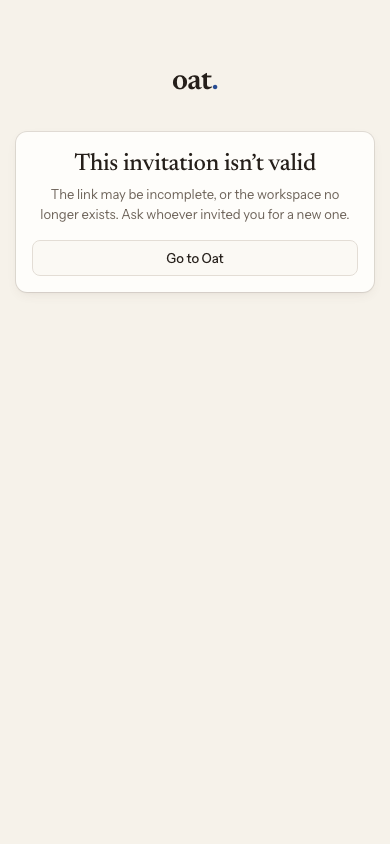 oat.
This invitation isn’t valid
The link may be incomplete, or the workspace no
longer exists. Ask whoever invited you for a new one.
Go to Oat